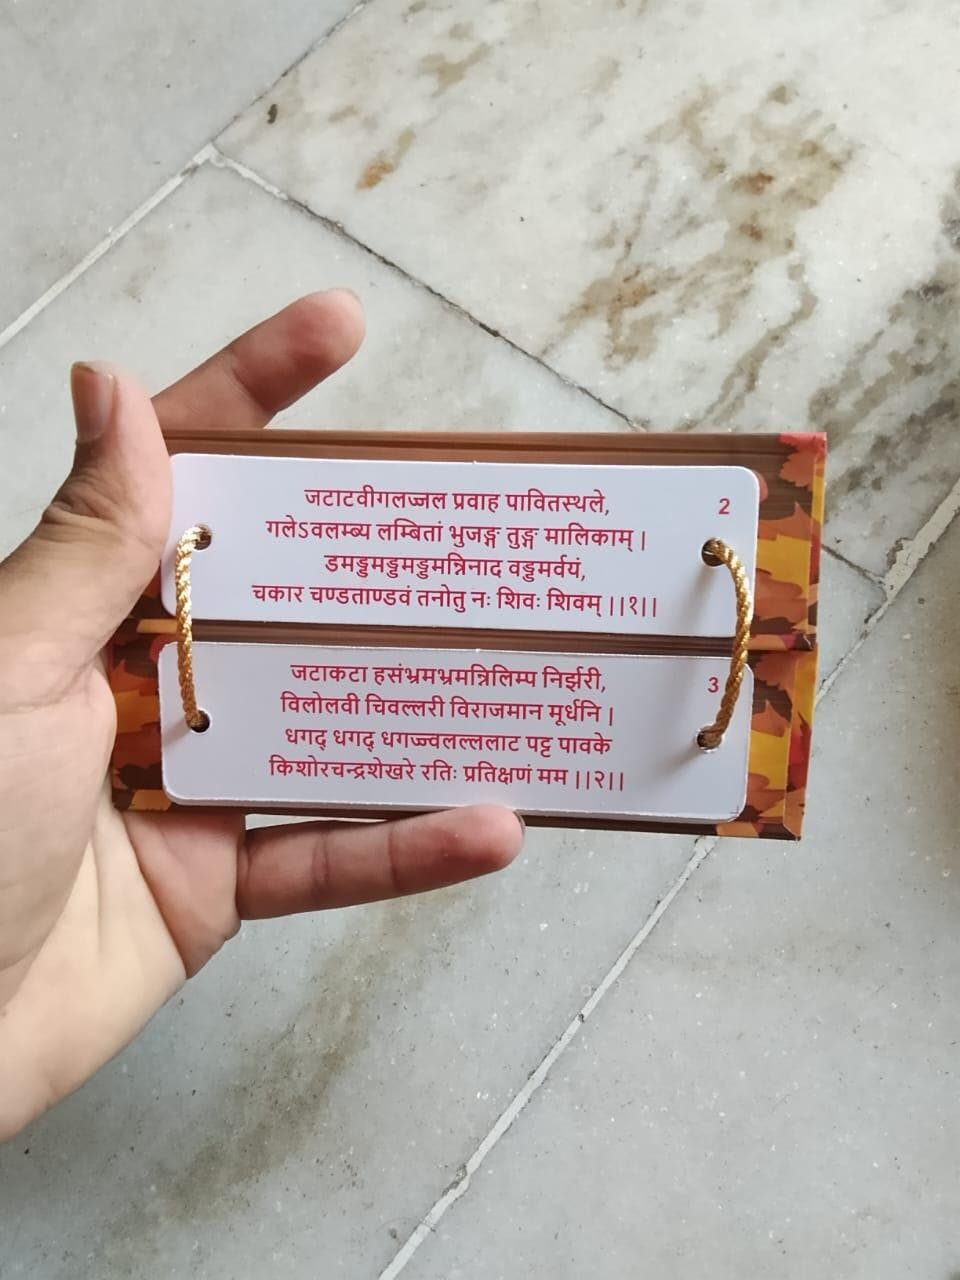 2
जटाटवीगलज्जल प्रवाह पावितस्थले,
गलेऽवलम्ब्य लम्बितां भुजङ्ग तुङ्ग मालिकाम् |
डमड्डमड्डमड्डमन्निनाद वड्डमर्वयं,
चकार चण्डताण्डवं तनोतु नः शिवः शिवम् ||१||
3
जटाकटा हसंभ्रमभ्रमन्निलिम्प निर्झरी,
विलोलवी चिवल्लरी विराजमान मूर्धनि |
धगद् धगद् धगज्ज्वलल्ललाट पट्ट पावके
किशोरचन्द्रशेखरे रतिः प्रतिक्षणं मम ||२||